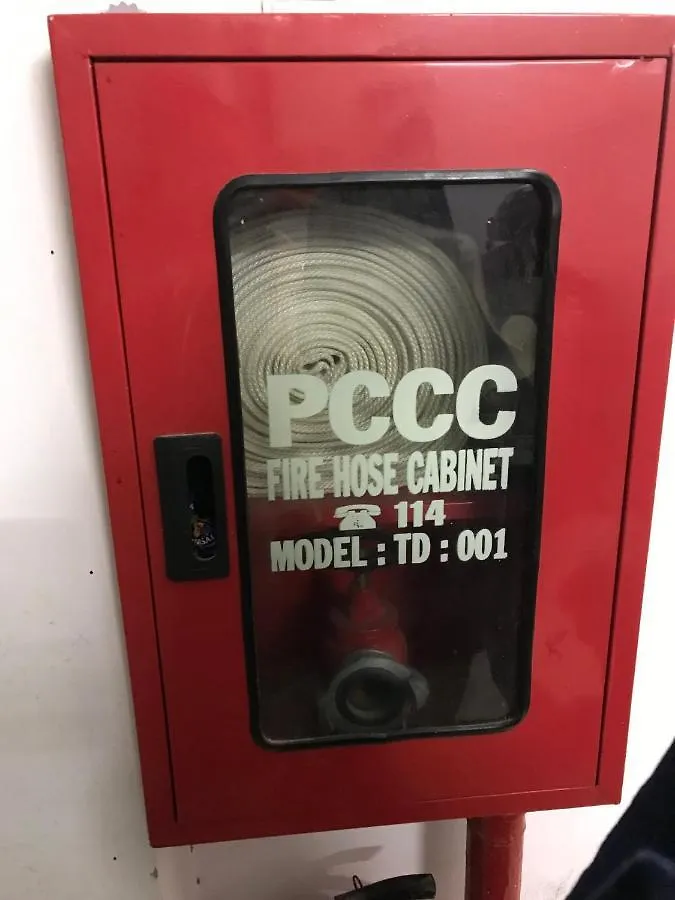 PCCC
FIRE HOSE CABINET
☎ 114
MODEL : TD : 001